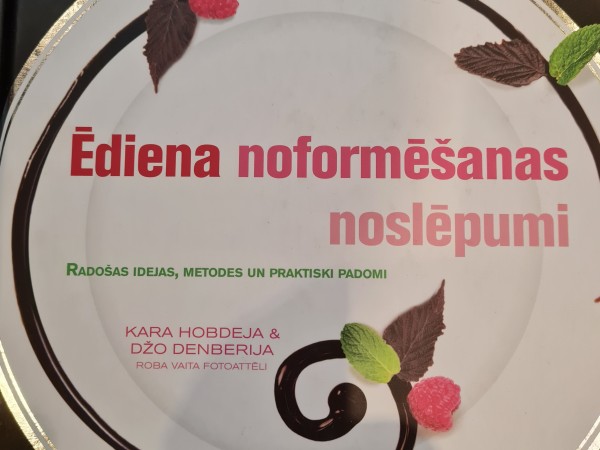 Ēdiena noformēšanas
noslēpumi
Radošas idejas, metodes un praktiski padomi
KARA HOBDEJA &
DŽO DENBERIJA
ROBA VAITA FOTOATTĒLI